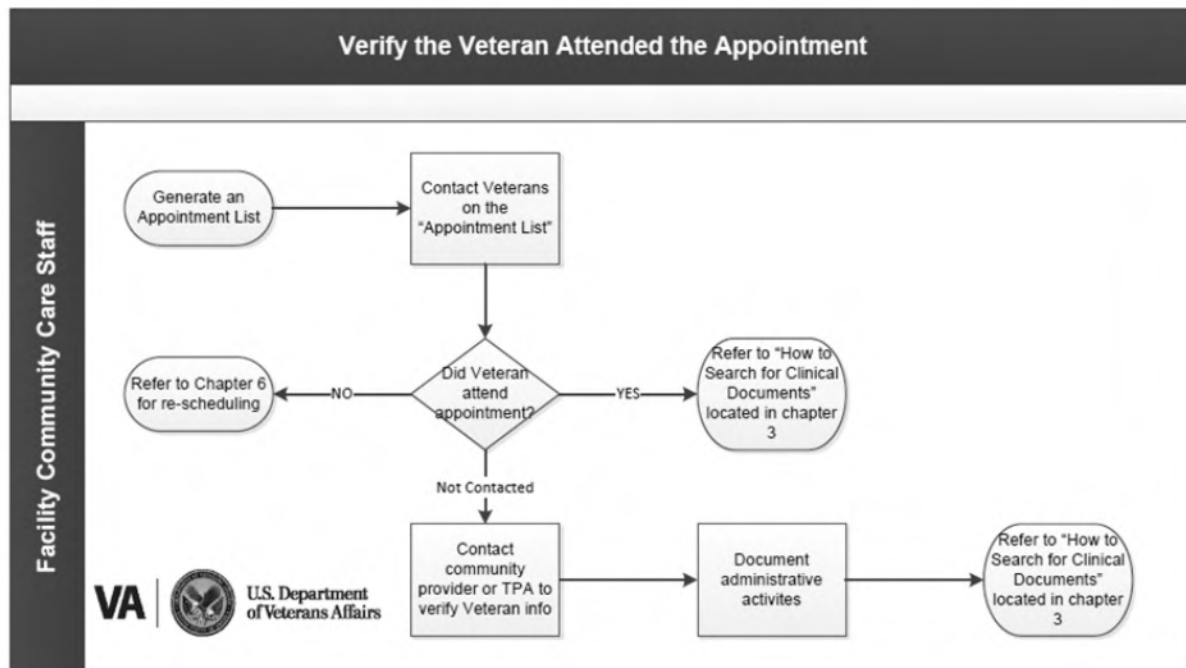 Verify the Veteran Attended the Appointment
Facility Community Care Staff
Generate an
Appointment List
Contact Veterans
on the
“Appointment List”
Did Veteran
attend
appointment?
NO
Refer to Chapter 6
for re-scheduling
YES
Refer to “How to
Search for Clinical
Documents”
located in chapter
3
Not Contacted
Contact
community
provider or TPA to
verify Veteran info
Document
administrative
activites
Refer to “How to
Search for Clinical
Documents”
located in chapter
3
VA
U.S. Department
of Veterans Affairs